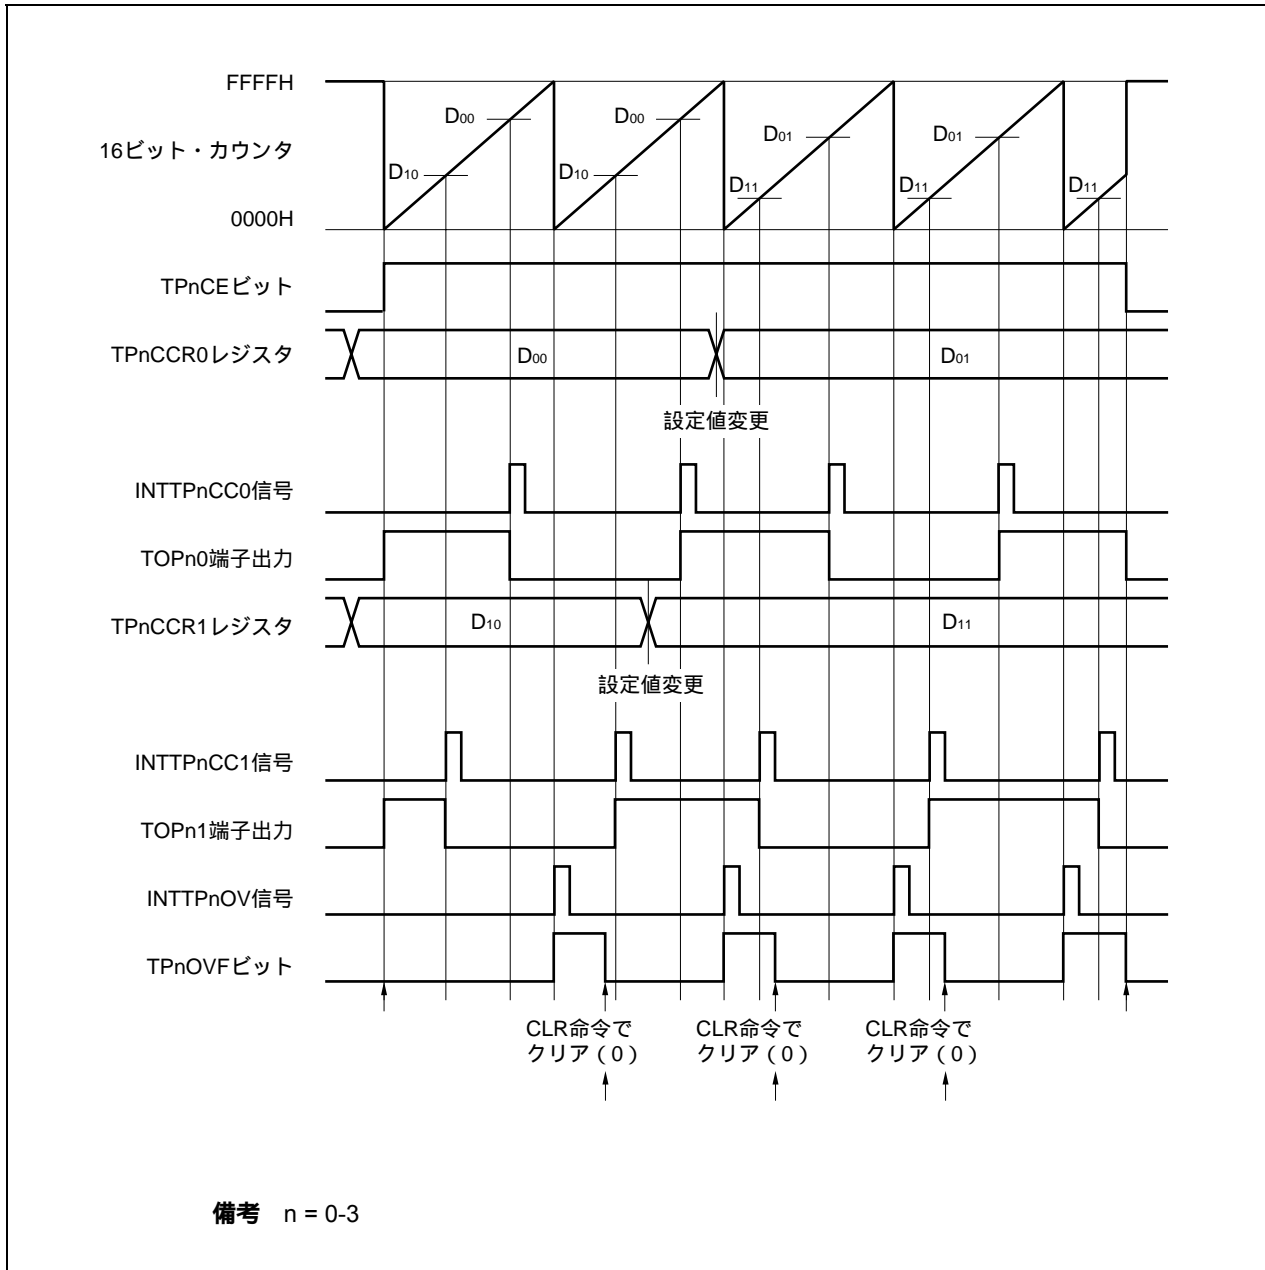 FFFFH
D00
D00
D01
D01
16ビット・カウンタ
D10
D10
D11
D11
D11
0000H
TPnCEビット
TPnCCR0レジスタ
D00
D01
設定値変更
INTTPnCC0信号
TOPn0端子出力
TPnCCR1レジスタ
D10
D11
設定値変更
INTTPnCC1信号
TOPn1端子出力
INTTPnOV信号
TPnOVFビット
CLR命令で
クリア(0)
CLR命令で
クリア(0)
CLR命令で
クリア(0)
備考 n = 0-3